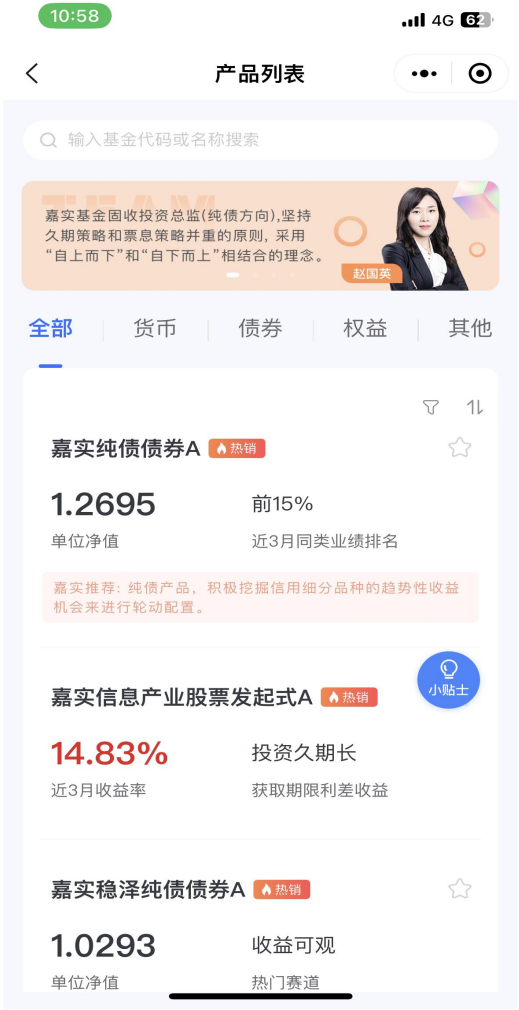 10:58
4G 62
产品列表
输入基金代码或名称搜索
TEAM
嘉实基金固收投资总监(纯债方向),坚持
久期策略和票息策略并重的原则, 采用
“自上而下”和“自下而上”相结合的理念。
赵国英
全部 货币 债券 权益 其他
嘉实纯债债券A 热销
1.2695 前15%
单位净值 近3月同类业绩排名
嘉实推荐: 纯债产品，积极挖掘信用细分品种的趋势性收益
机会来进行轮动配置。
小贴士
嘉实信息产业股票发起式A 热销
14.83% 投资久期长
近3月收益率 获取期限利差收益
嘉实稳泽纯债债券A 热销
1.0293 收益可观
单位净值 热门赛道